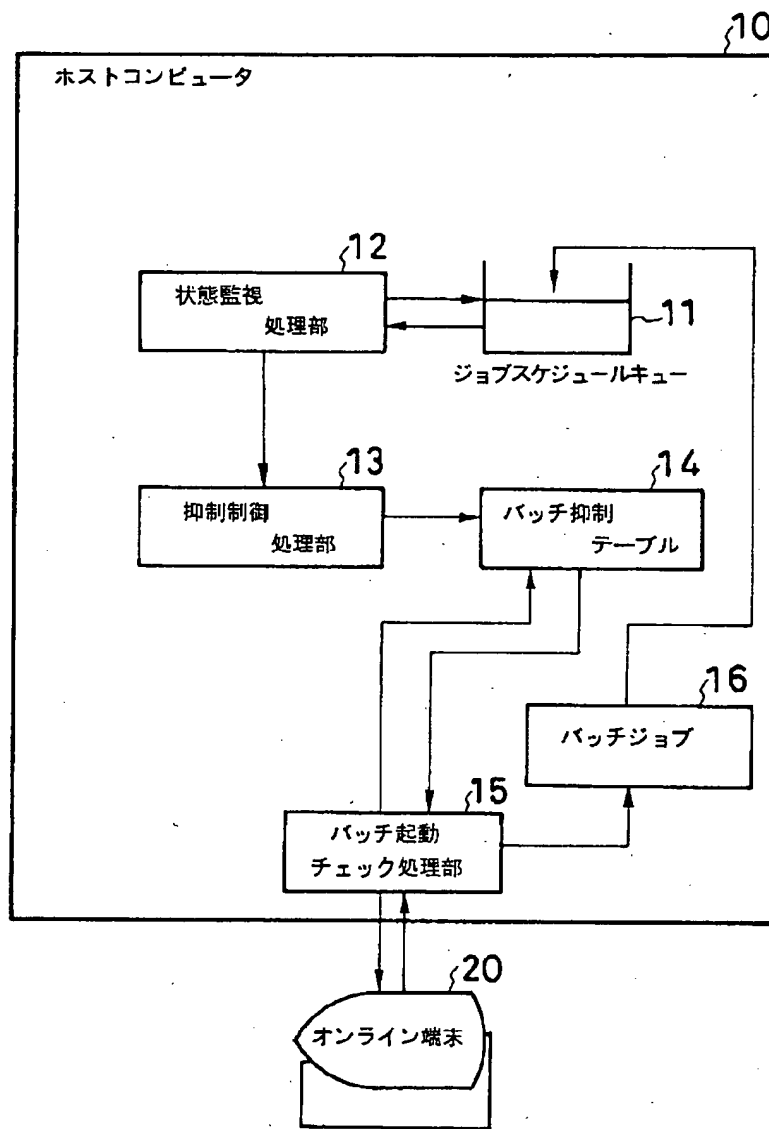 10
ホストコンピュータ
12
状態監視
処理部
11
ジョブスケジュールキュー
13
抑制制御
処理部
14
バッチ抑制
テーブル
16
バッチジョブ
15
バッチ起動
チェック処理部
20
オンライン端末